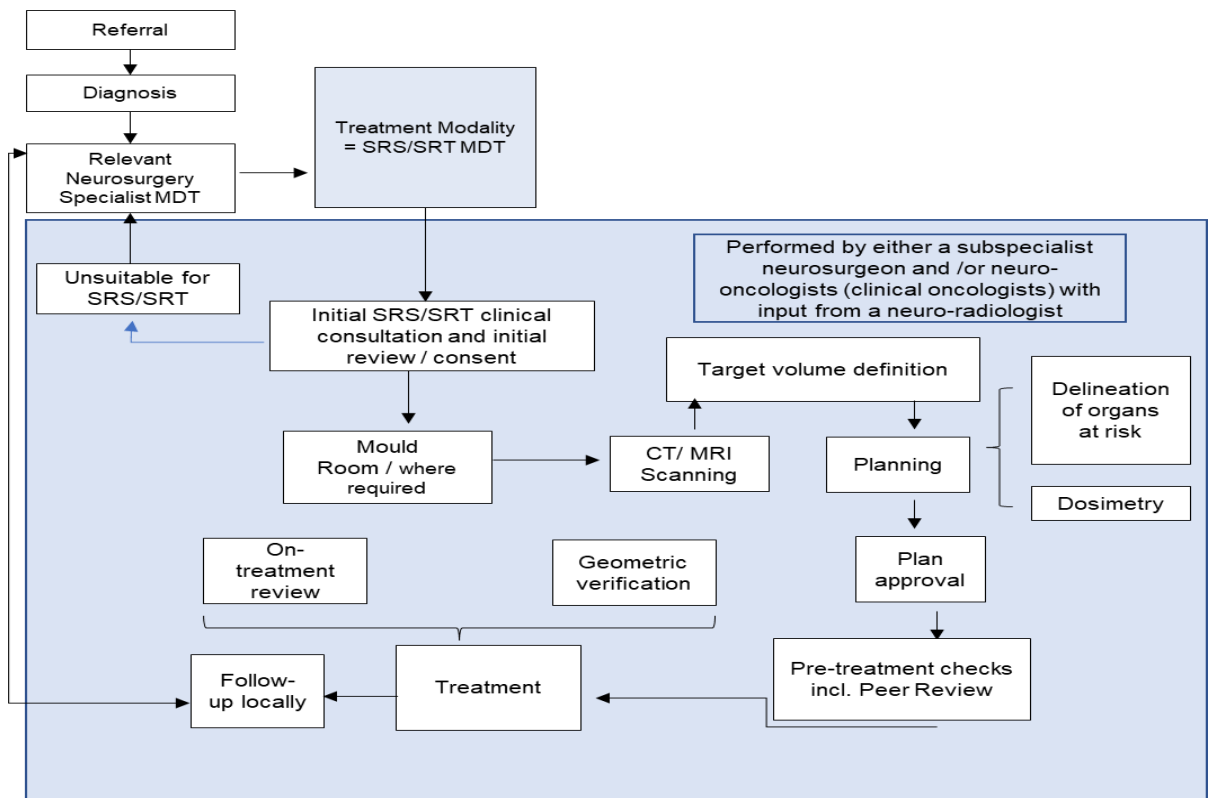 Referral
Diagnosis
Relevant
Neurosurgery
Specialist MDT
Treatment Modality
= SRS/SRT MDT
Unsuitable for
SRS/SRT
Initial SRS/SRT clinical
consultation and initial
review / consent
Performed by either a subspecialist
neurosurgeon and /or neuro-
oncologists (clinical oncologists) with
input from a neuro-radiologist
Target volume definition
Delineation
of organs
at risk
Mould
Room / where
required
CT/ MRI
Scanning
Planning
Dosimetry
On-
treatment
review
Geometric
verification
Plan
approval
Follow-
up locally
Treatment
Pre-treatment checks
incl. Peer Review